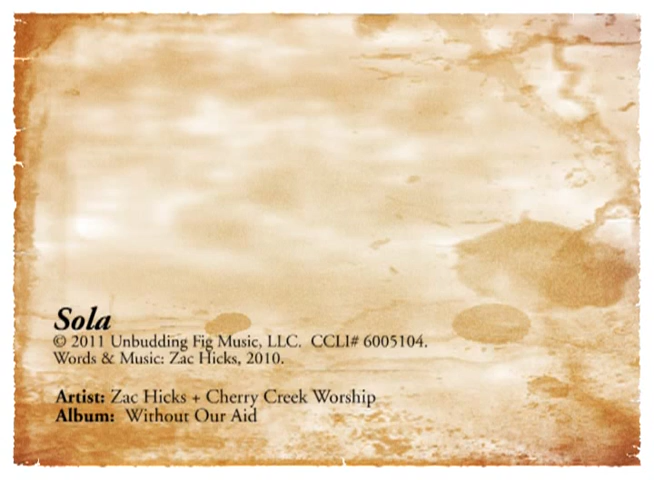 Sola
© 2011 Unbudding Fig Music, LLC.  CCLI# 6005104.
Words & Music: Zac Hicks, 2010.
Artist: Zac Hicks + Cherry Creek Worship
Album:  Without Our Aid